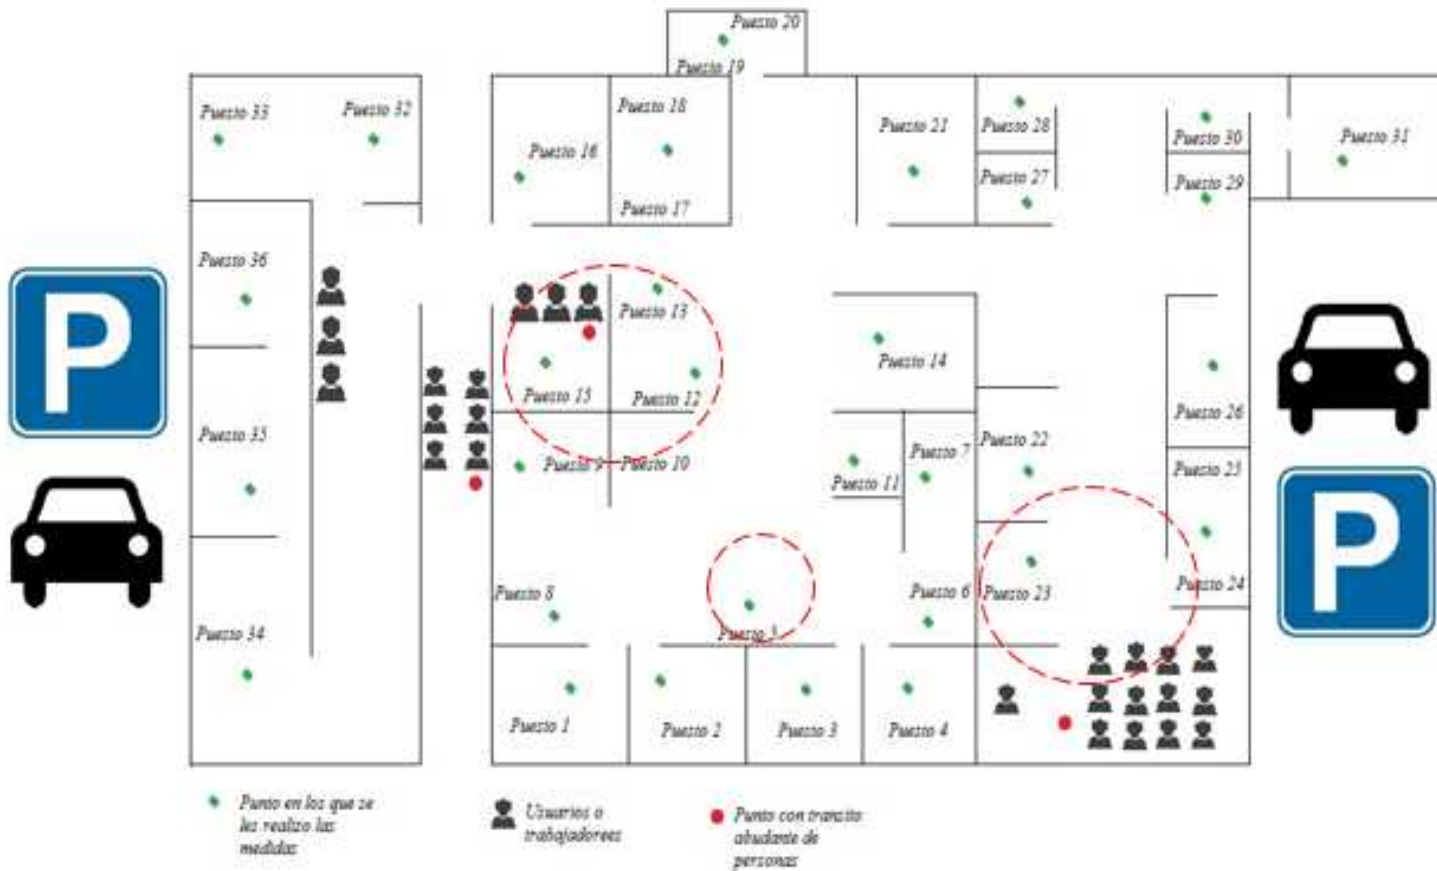 Puesto 20
Puesto 19
Puesto 33
Puesto 32
Puesto 18
Puesto 16
Puesto 17
Puesto 21
Puesto 28
Puesto 27
Puesto 30
Puesto 29
Puesto 31
Puesto 36
P
Puesto 13
Puesto 15
Puesto 12
Puesto 14
Puesto 35
Puesto 26
Puesto 9
Puesto 10
Puesto 11
Puesto 7
Puesto 22
Puesto 25
P
Puesto 8
Puesto 6
Puesto 23
Puesto 24
Puesto 34
Puesto
Puesto 1
Puesto 2
Puesto 3
Puesto 4
Punto en los que se
les realizo las
medidas
Usuarios o
trabajadorees
Punto con transito
abudante de
personas